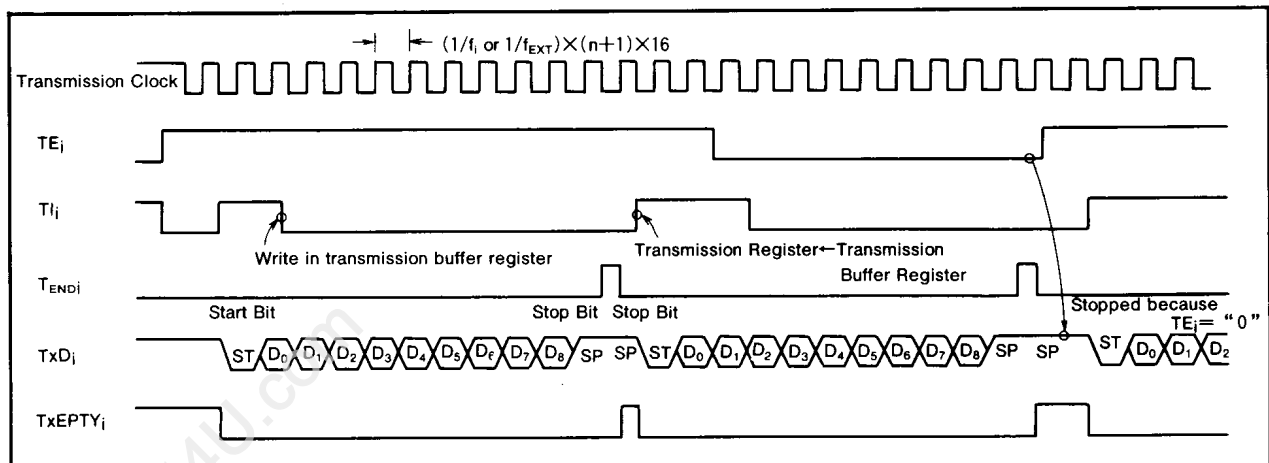 (1/fi or 1/fEXT)×(n+1)×16
Transmission Clock
TEi
TIi
Write in transmission buffer register
Transmission Register←Transmission
Buffer Register
TENDi
Start Bit
Stop Bit
Stop Bit
Stopped because
TEi= "0"
TxDi
ST D0 D1 D2 D3 D4 D5 D6 D7 D8 SP SP ST D0 D1 D2 D3 D4 D5 D6 D7 D8 SP SP ST D0 D1 D2
TxEPTYi
4U.com